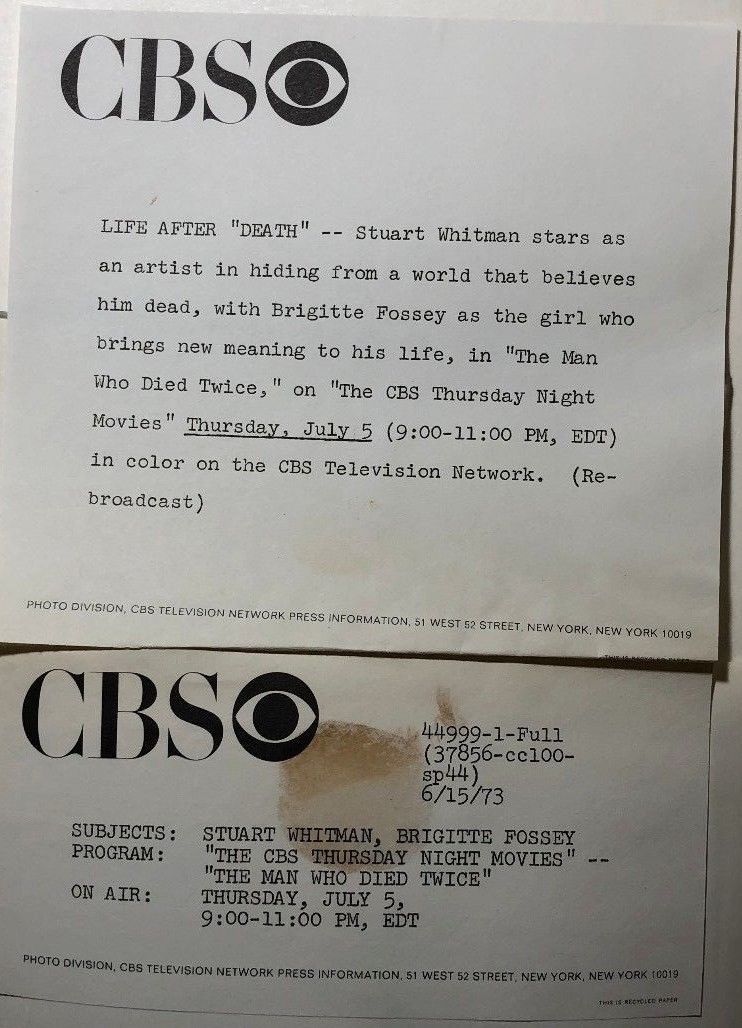 CBS
LIFE AFTER "DEATH" -- Stuart Whitman stars as
an artist in hiding from a world that believes
him dead, with Brigitte Fossey as the girl who
brings new meaning to his life, in "The Man
Who Died Twice," on "The CBS Thursday Night
Movies" Thursday, July 5 (9:00-11:00 PM, EDT)
in color on the CBS Television Network. (Re-
broadcast)
PHOTO DIVISION, CBS TELEVISION NETWORK PRESS INFORMATION, 51 WEST 52 STREET, NEW YORK, NEW YORK 10019
THIS IS RECYCLED PAPER
CBS
44999-1-Full
(37856-cc100-
sp44)
6/15/73
SUBJECTS: STUART WHITMAN, BRIGITTE FOSSEY
PROGRAM: "THE CBS THURSDAY NIGHT MOVIES" --
"THE MAN WHO DIED TWICE"
ON AIR: THURSDAY, JULY 5,
9:00-11:00 PM, EDT
PHOTO DIVISION, CBS TELEVISION NETWORK PRESS INFORMATION, 51 WEST 52 STREET, NEW YORK, NEW YORK 10019
THIS IS RECYCLED PAPER